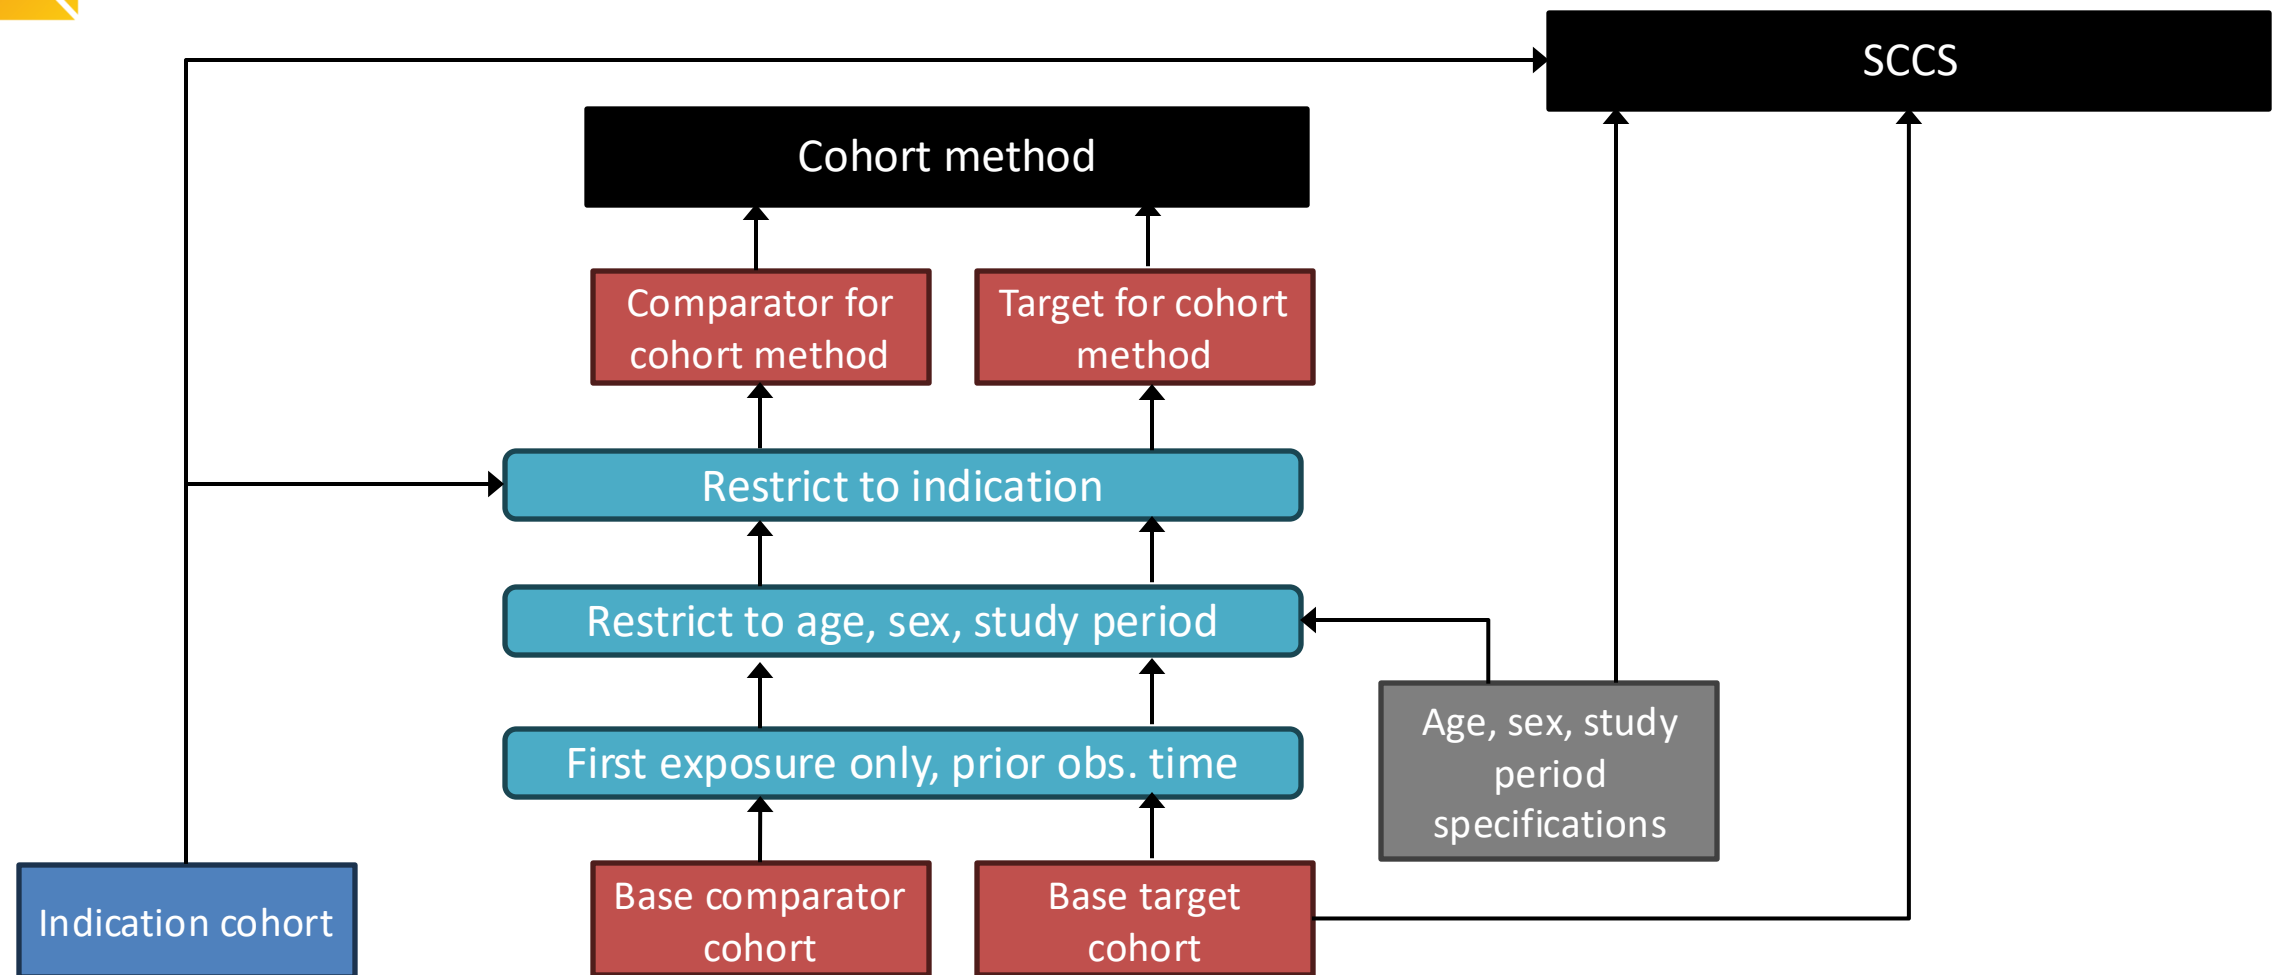 SCCS
Cohort method
Comparator for
cohort method
Target for cohort
method
Restrict to indication
Restrict to age, sex, study period
First exposure only, prior obs. time
Age, sex, study
period
specifications
Indication cohort
Base comparator
cohort
Base target
cohort